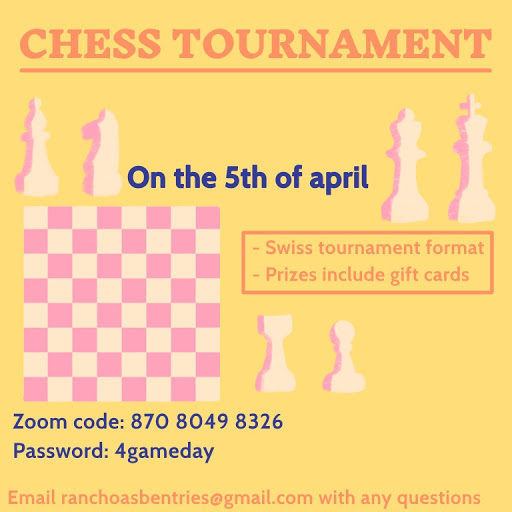 CHESS TOURNAMENT
On the 5th of april
- Swiss tournament format
- Prizes include gift cards
Zoom code: 870 8049 8326
Password: 4gameday
Email ranchoasbentries@gmail.com with any questions